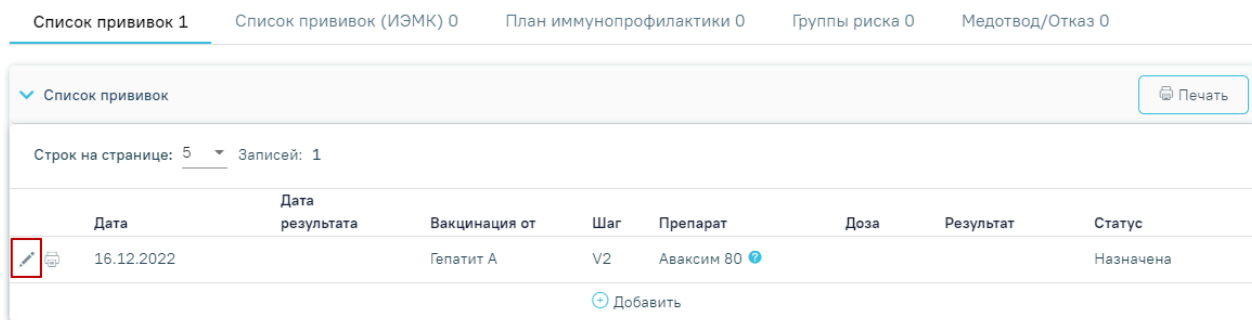 Список прививок 1 Список прививок (ИЭМК) 0 План иммунопрофилактики 0 Группы риска 0 Медотвод/Отказ 0
Список прививок Печать
Строк на странице: 5 Записей: 1
Дата Дата результата Вакцинация от Шаг Препарат Доза Результат Статус
16.12.2022 Гепатит А V2 Аваксим 80 ?
Назначена
Добавить